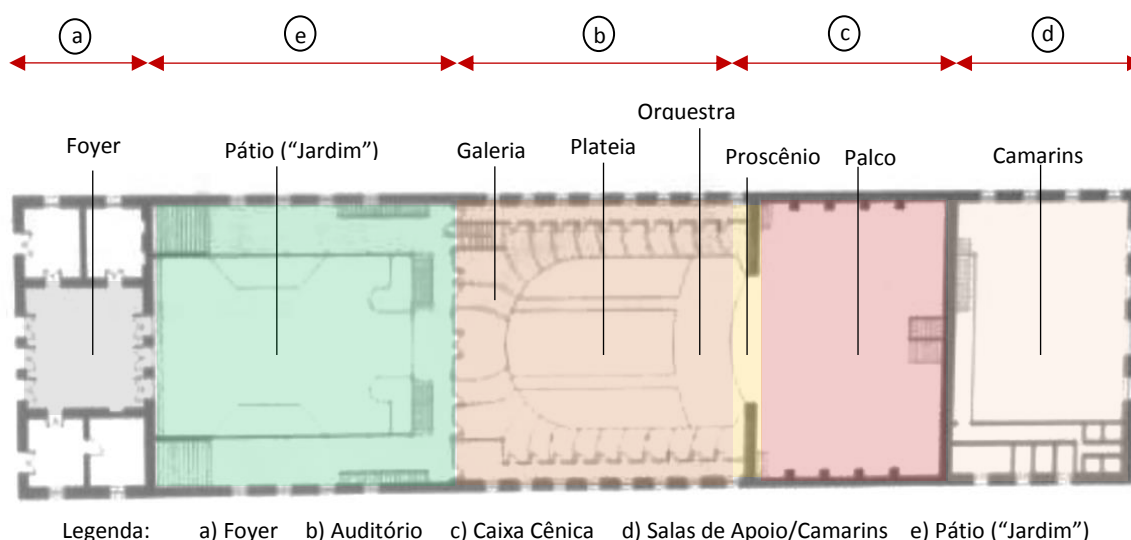 a e b c d
Orquestra
Foyer Pátio (“Jardim”) Galeria Plateia Proscênio Palco Camarins
Legenda: a) Foyer b) Auditório c) Caixa Cênica d) Salas de Apoio/Camarins e) Pátio (“Jardim”)